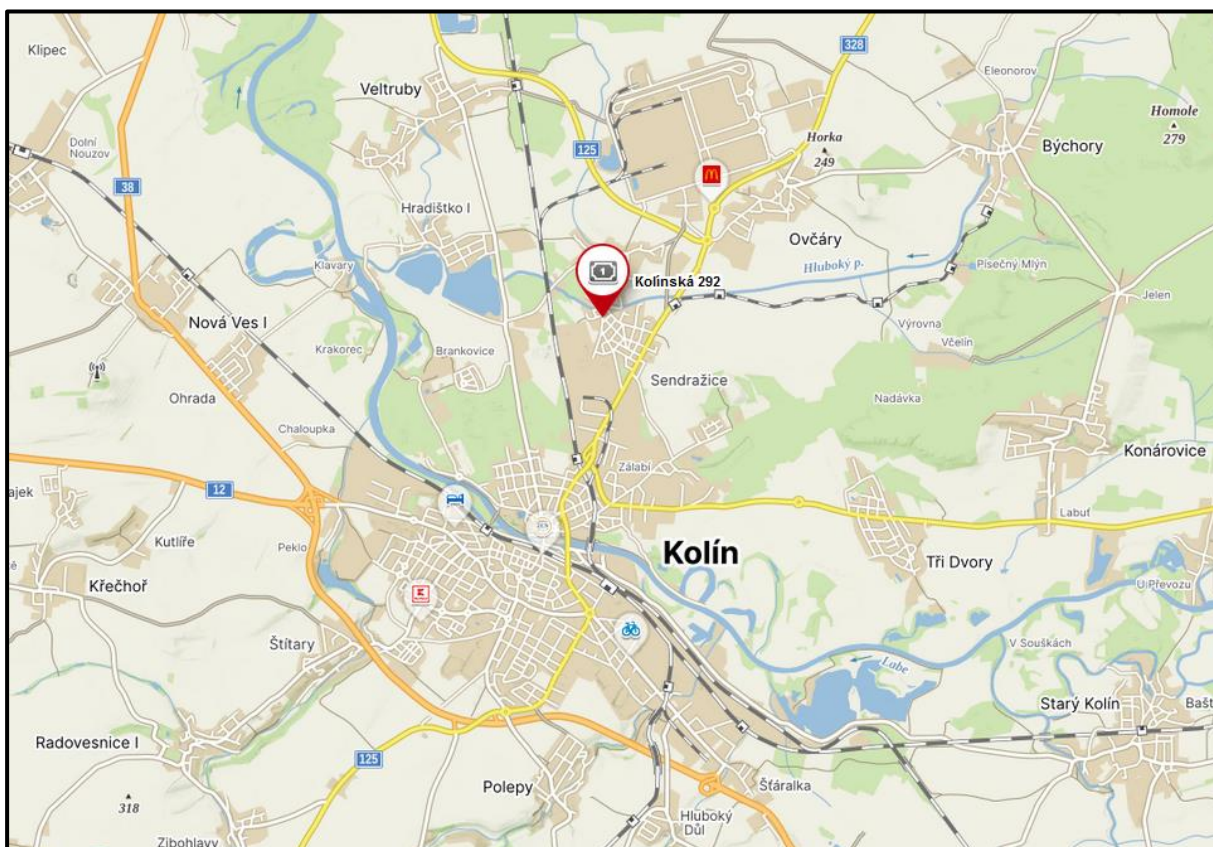 Klipec
328
Eleonorov
Veltruby
Homole
279
Horka
249
Dolní
Nouzov
125
Býchory
38
Hradištko I
Ovčáry
Klavary
Hluboký p.
Písečný Mlýn
1
Kolínská 292
Jelen
Nová Ves I
Výrovna
Včelín
Krakorec
Brankovice
Sendražice
Ohrada
Nadávka
Chaloupka
Konárovice
Zálabí
12
Labuť
Peklo
Kutlíře
Kolín
Tři Dvory
Křečhoř
U Převozu
Štítary
V Souškách
Labe
Starý Kolín
Radovesnice I
125
Polepy
Šťáralka
318
Hluboký
Důl
Zibohlavy